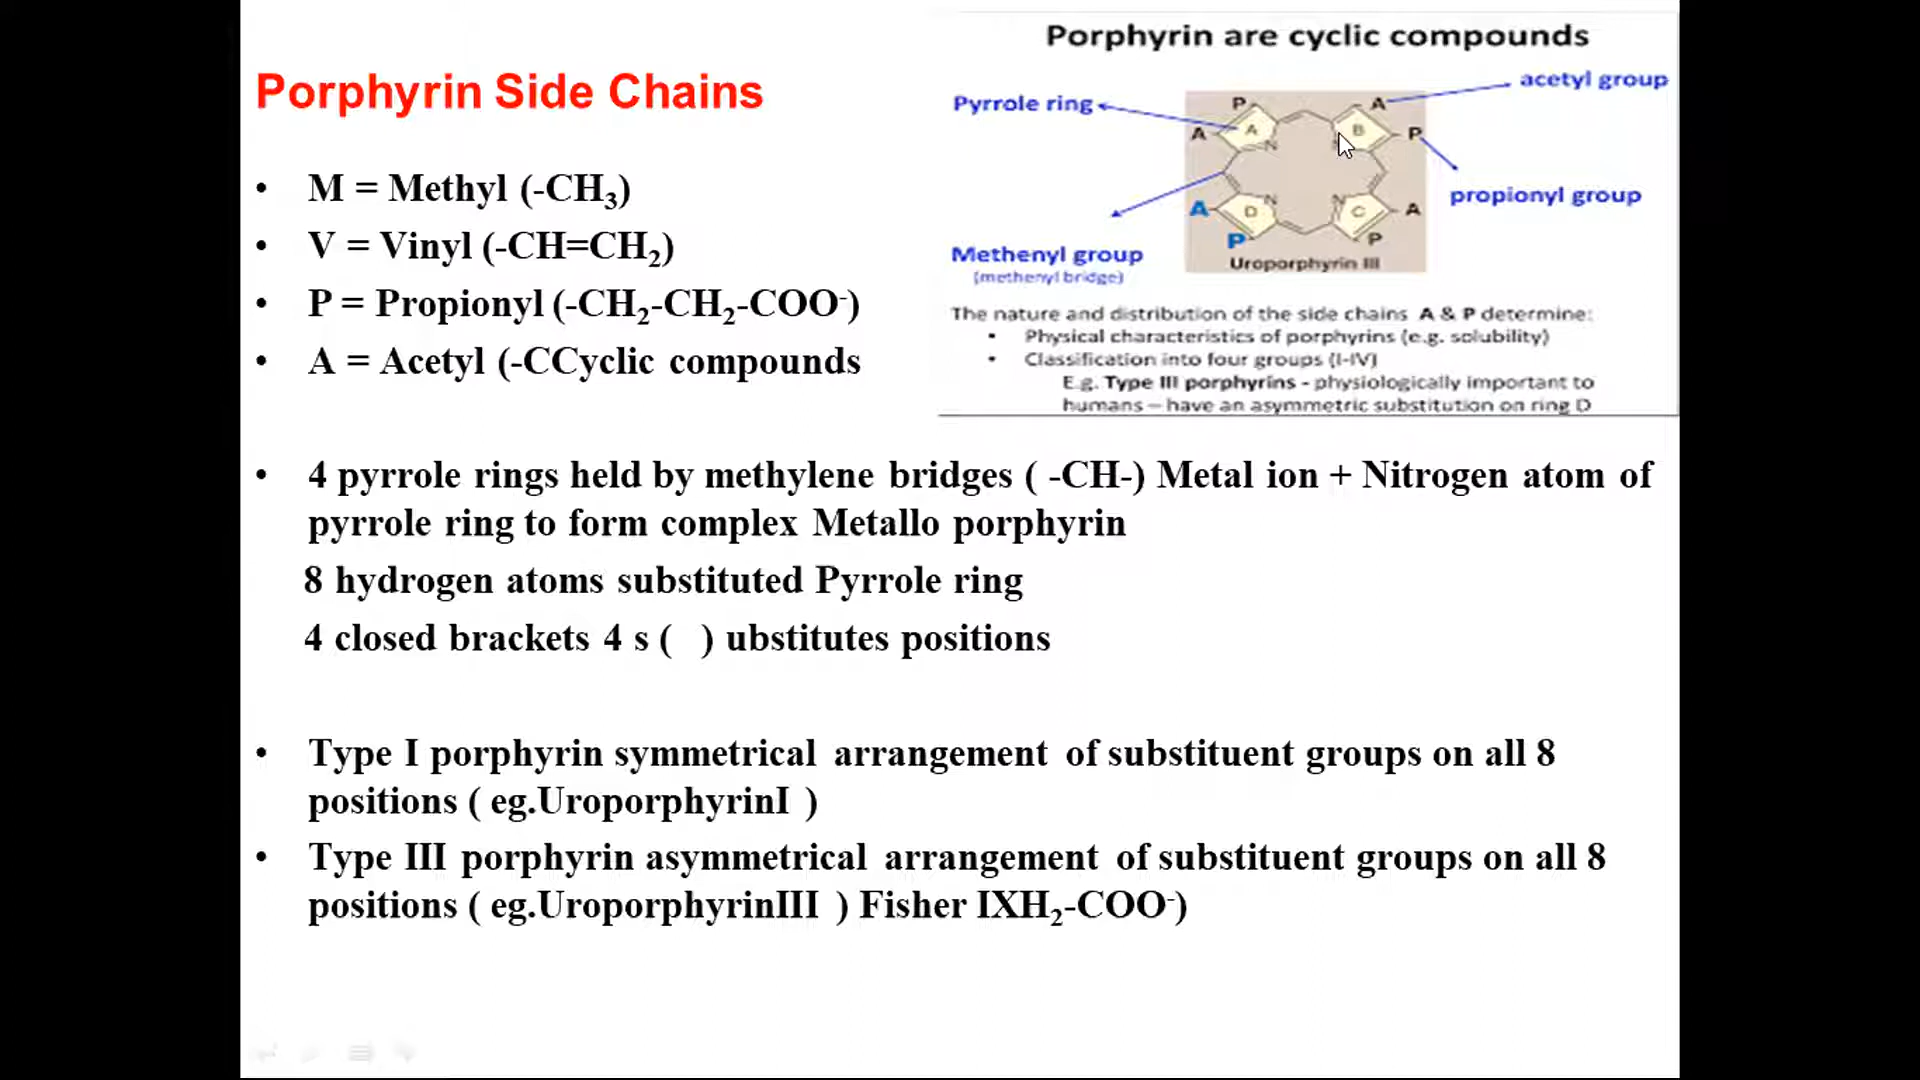 Porphyrin Side Chains
• M = Methyl (-CH₃)
• V = Vinyl (-CH=CH₂)
• P = Propionyl (-CH₂-CH₂-COO⁻)
• A = Acetyl (-CCyclic compounds
Porphyrin are cyclic compounds
Pyrrole ring
acetyl group
P
A
A
A
B
P
N
N
propionyl group
A
D
N
N
C
A
P
P
Methenyl group
(methenyl bridge)
Uroporphyrin III
The nature and distribution of the side chains A & P determine:
• Physical characteristics of porphyrins (e.g. solubility)
• Classification into four groups (I-IV)
E.g. Type III porphyrins - physiologically important to
humans – have an asymmetric substitution on ring D
• 4 pyrrole rings held by methylene bridges ( -CH-) Metal ion + Nitrogen atom of
pyrrole ring to form complex Metallo porphyrin
8 hydrogen atoms substituted Pyrrole ring
4 closed brackets 4 s ( ) ubstitutes positions
• Type I porphyrin symmetrical arrangement of substituent groups on all 8
positions ( eg.UroporphyrinI )
• Type III porphyrin asymmetrical arrangement of substituent groups on all 8
positions ( eg.UroporphyrinIII ) Fisher IXH₂-COO⁻)